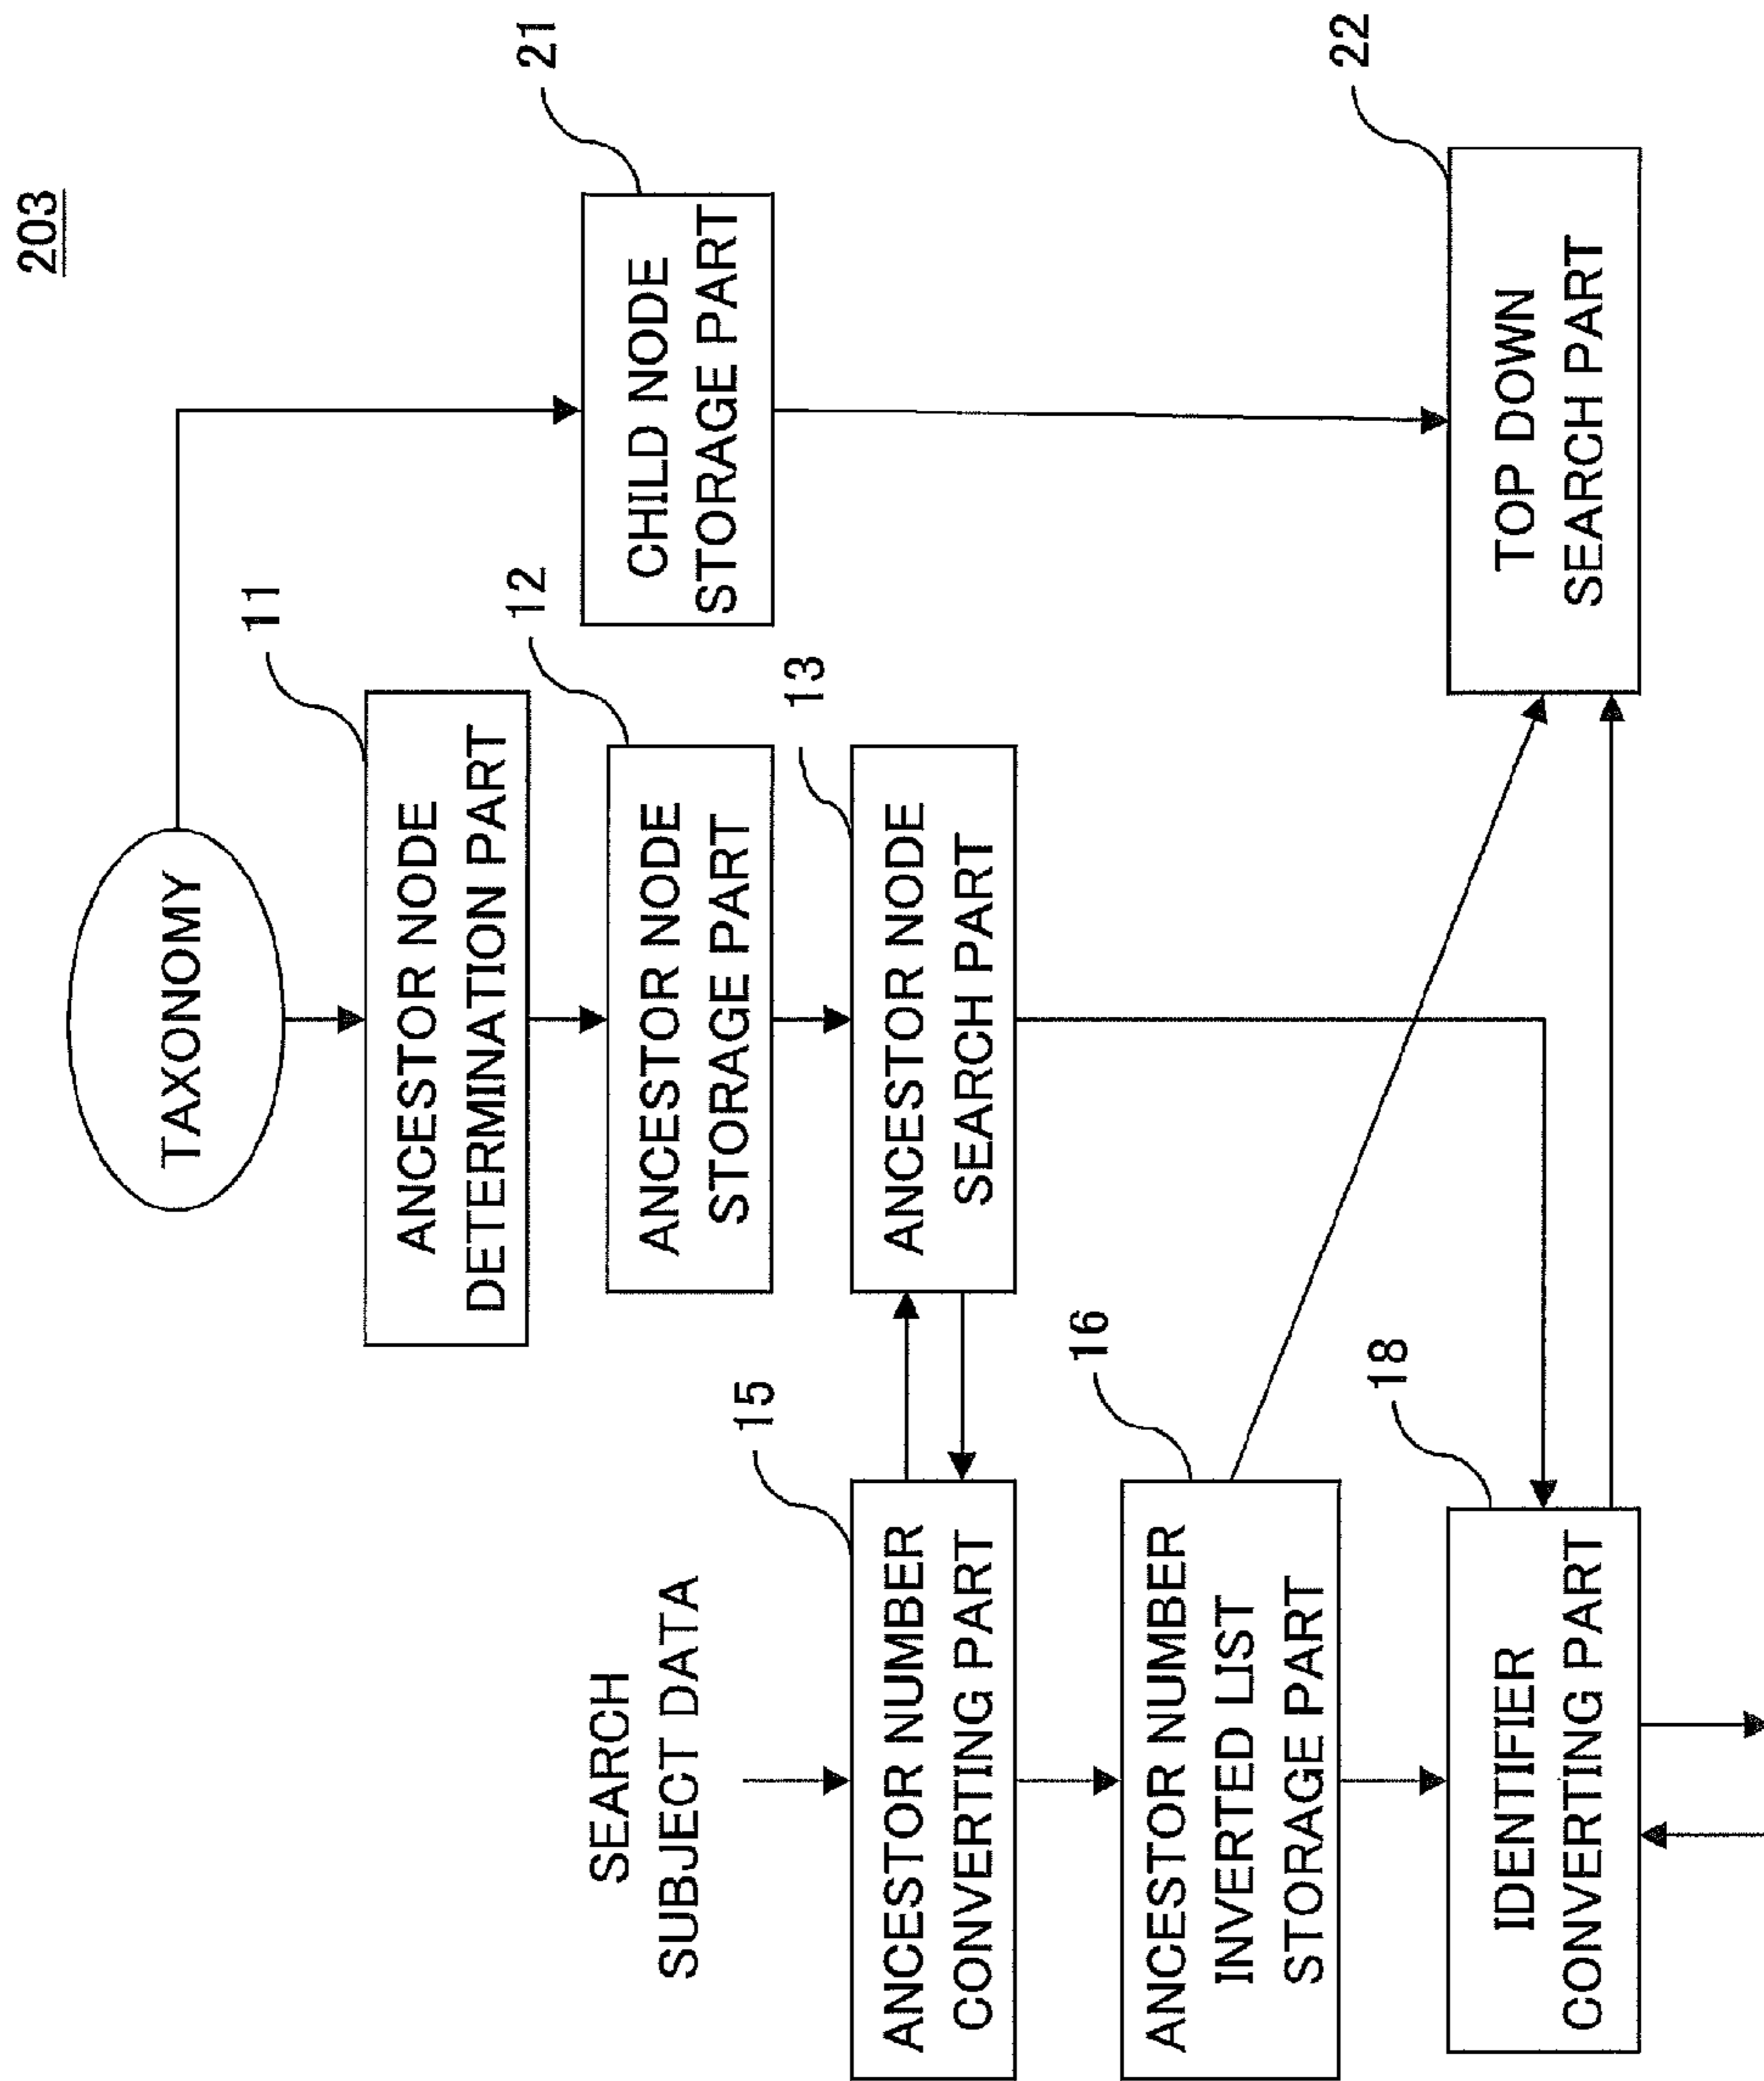 203
TAXONOMY
21
CHILD NODE
STORAGE PART
11
ANCESTOR NODE
DETERMINATION PART
12
ANCESTOR NODE
STORAGE PART
13
ANCESTOR NODE
SEARCH PART
SEARCH
SUBJECT DATA
15
ANCESTOR NUMBER
CONVERTING PART
16
ANCESTOR NUMBER
INVERTED LIST
STORAGE PART
18
IDENTIFIER
CONVERTING PART
22
TOP DOWN
SEARCH PART